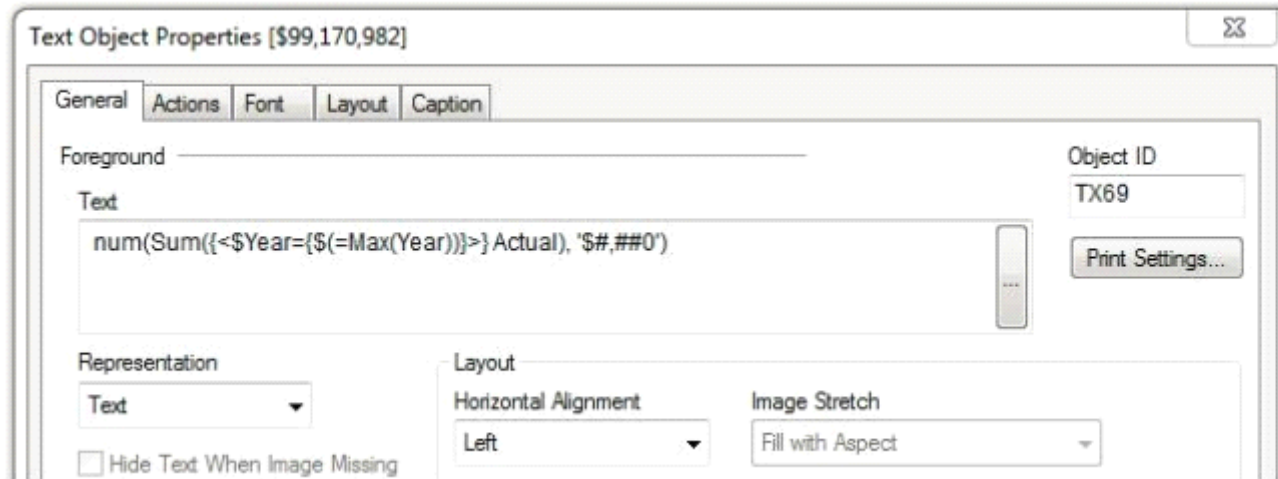 Text Object Properties [$99,170,982]
General Actions Font Layout Caption
Foreground
Object ID
Text
TX69
num(Sum({<$Year={$(=Max(Year))}>} Actual), '$#,##0')
...
Print Settings...
Representation
Layout
Text
Horizontal Alignment
Image Stretch
Left
Fill with Aspect
Hide Text When Image Missing